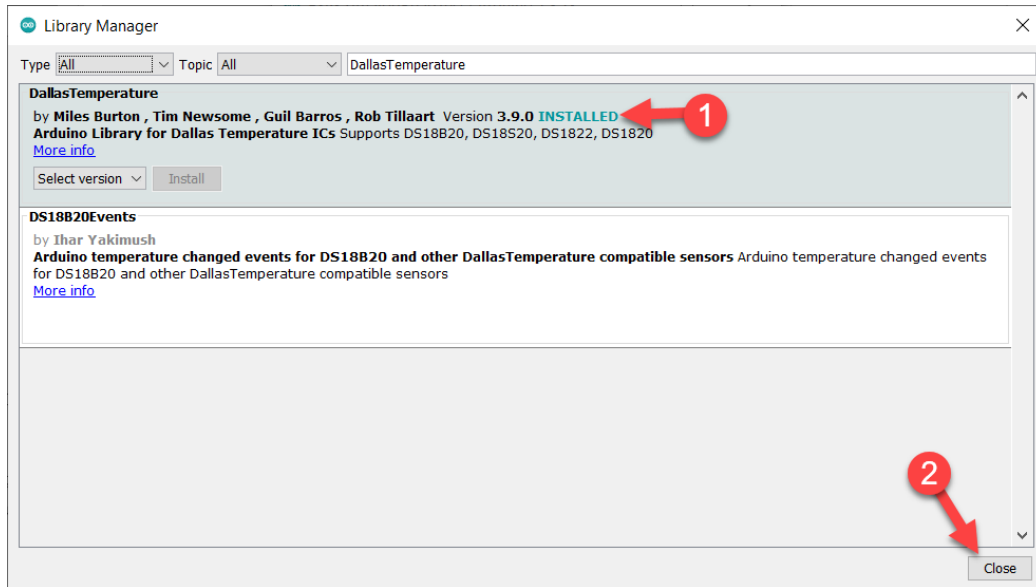 Library Manager
Type All Topic All DallasTemperature
DallasTemperature
by Miles Burton , Tim Newsome , Guil Barros , Rob Tillaart Version 3.9.0 INSTALLED 1
Arduino Library for Dallas Temperature ICs Supports DS18B20, DS18S20, DS1822, DS1820
More info
Select version Install
DS18B20Events
by Ihar Yakimush
Arduino temperature changed events for DS18B20 and other DallasTemperature compatible sensors Arduino temperature changed events
for DS18B20 and other DallasTemperature compatible sensors
More info
2
Close